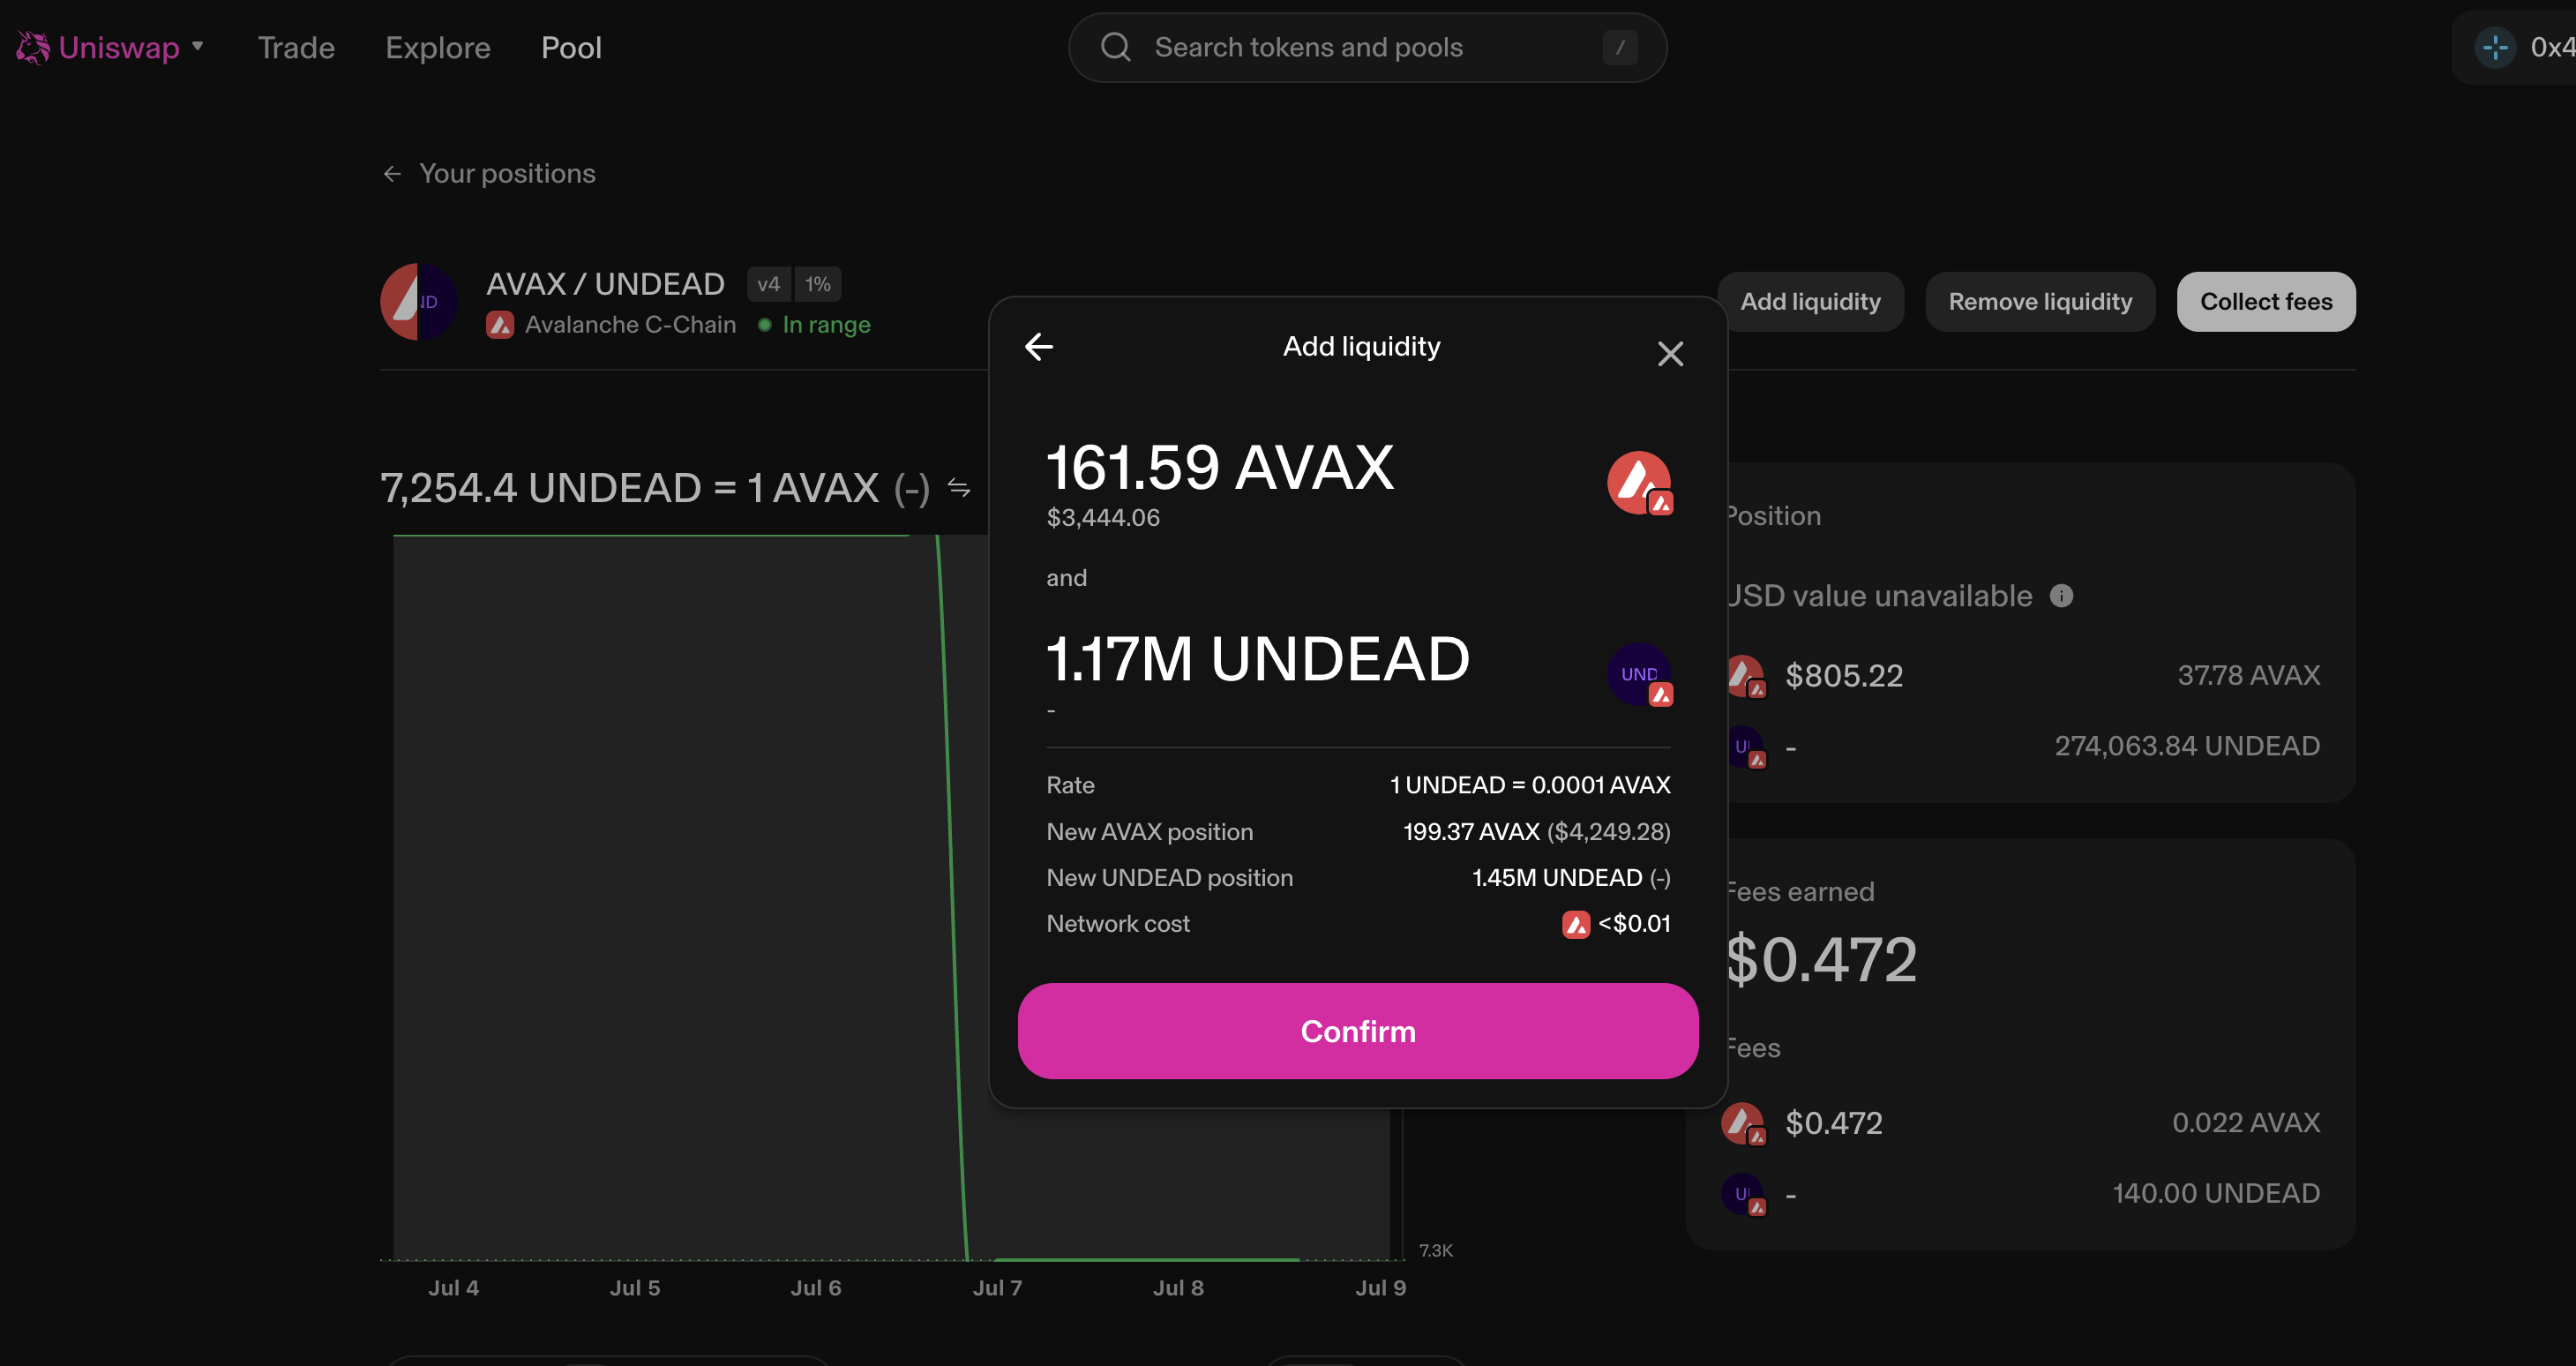 Uniswap
Trade
Explore
Pool
Search tokens and pools
/
0x4
Your positions
AVAX / UNDEAD
v4
1%
Avalanche C-Chain
In range
Add liquidity
Remove liquidity
Collect fees
7,254.4 UNDEAD = 1 AVAX (-)
7.3K
Jul 4
Jul 5
Jul 6
Jul 7
Jul 8
Jul 9
Add liquidity
161.59 AVAX
$3,444.06
and
1.17M UNDEAD
UND
-
Rate
1 UNDEAD = 0.0001 AVAX
New AVAX position
199.37 AVAX ($4,249.28)
New UNDEAD position
1.45M UNDEAD (-)
Network cost
<$0.01
Confirm
Position
USD value unavailable
$805.22
37.78 AVAX
-
274,063.84 UNDEAD
Fees earned
$0.472
Fees
$0.472
0.022 AVAX
-
140.00 UNDEAD